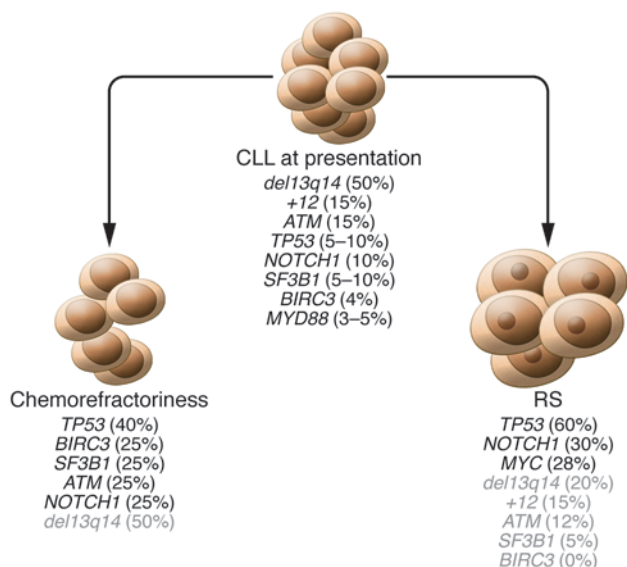 CLL at presentation
del13q14 (50%)
+12 (15%)
ATM (15%)
TP53 (5–10%)
NOTCH1 (10%)
SF3B1 (5–10%)
BIRC3 (4%)
MYD88 (3–5%)
Chemorefractoriness
TP53 (40%)
BIRC3 (25%)
SF3B1 (25%)
ATM (25%)
NOTCH1 (25%)
del13q14 (50%)
RS
TP53 (60%)
NOTCH1 (30%)
MYC (28%)
del13q14 (20%)
+12 (15%)
ATM (12%)
SF3B1 (5%)
BIRC3 (0%)